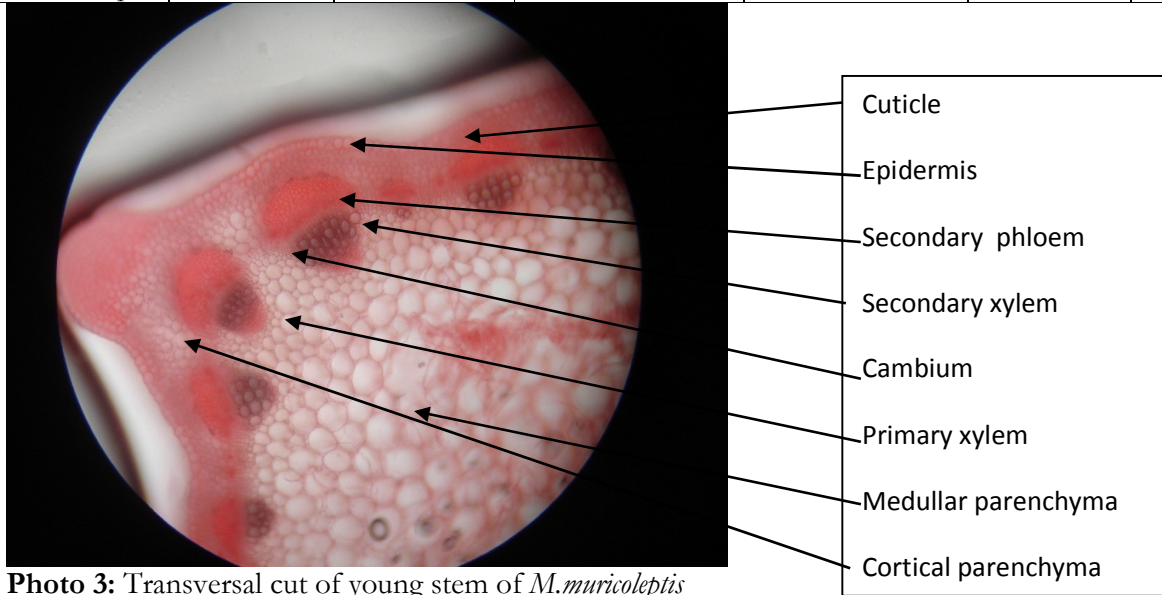 Cuticle
Epidermis
Secondary phloem
Secondary xylem
Cambium
Primary xylem
Medullar parenchyma
Cortical parenchyma
Photo 3: Transversal cut of young stem of M.muricoleptis